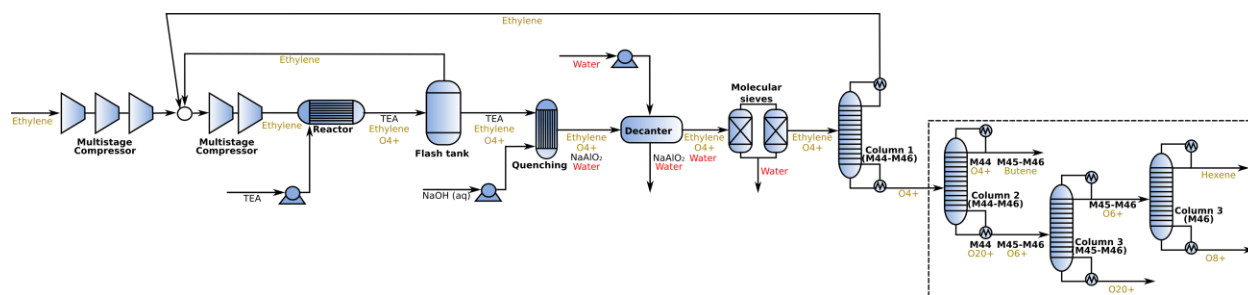 Ethylene
Ethylene
Ethylene
Multistage
Compressor
Multistage
Compressor
Ethylene
Reactor
TEA
TEA
Ethylene
O4+
Flash tank
TEA
Ethylene
O4+
NaOH (aq)
Quenching
Ethylene
O4+
NaAlO₂
Water
Water
Decanter
NaAlO₂
Water
Ethylene
O4+
Water
Molecular
sieves
Water
Ethylene
O4+
Column 1
(M44-M46)
O4+
M44 M45-M46
O4+ Butene
Column 2
(M44-M46)
M44 M45-M46
O20+ O6+
M45-M46
O6+
Column 3
M45-M46)
O20+
Hexene
Column 3
(M46)
O8+